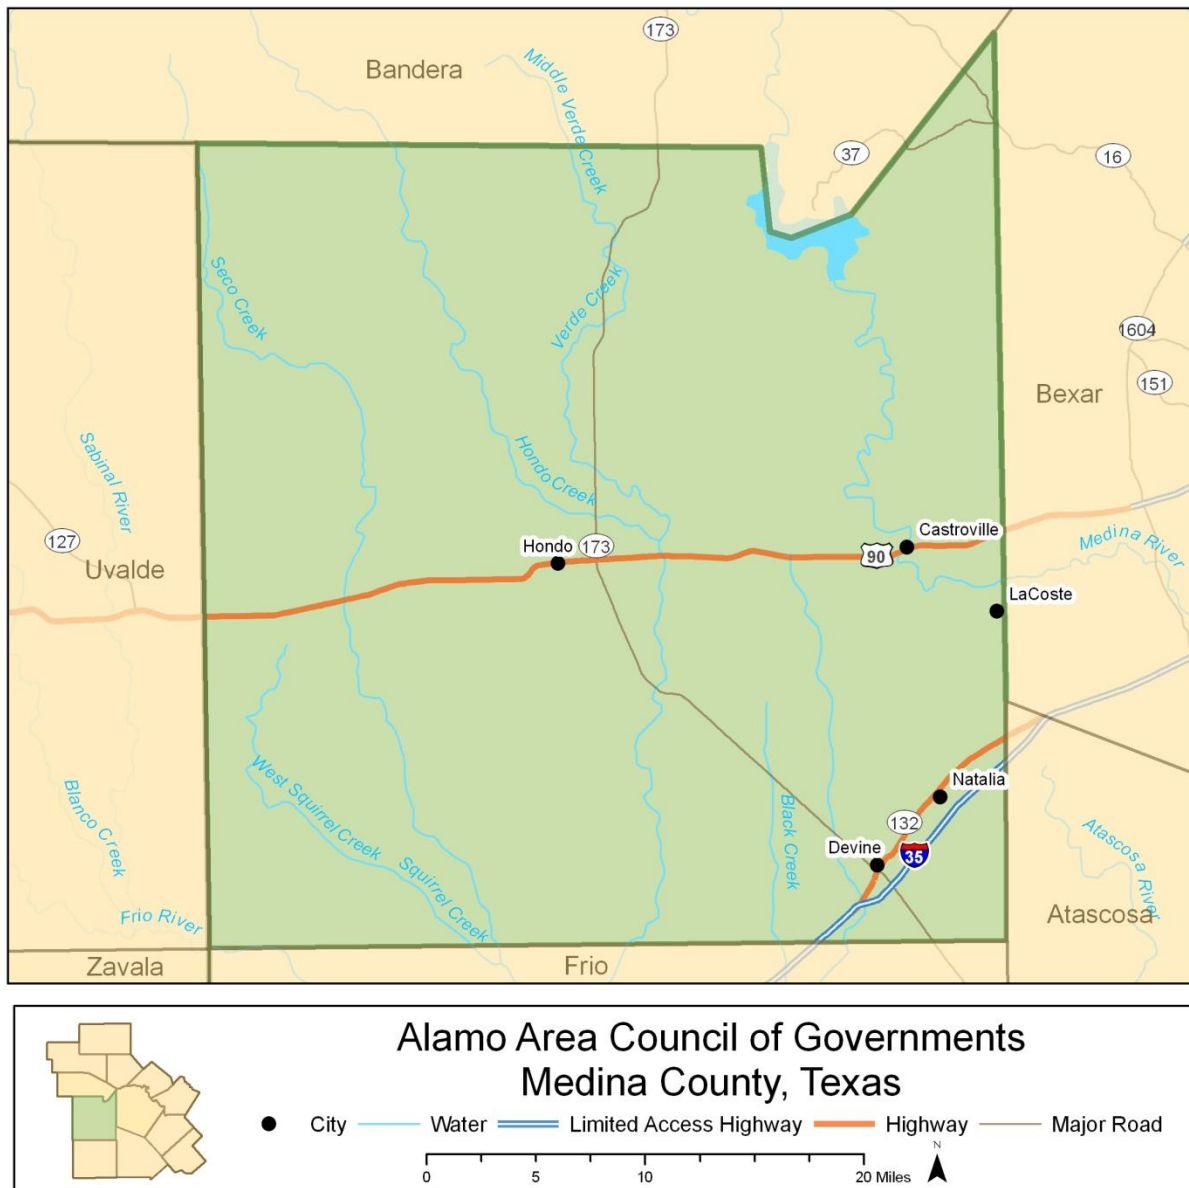 173
Bandera
Middle Verde Creek
37
16
Seco Creek
Verde Creek
1604
151
Bexar
Sabinal River
Hondo Creek
127
Uvalde
Hondo
173
90
Castroville
Medina River
LaCoste
West Squirrel Creek
Squirrel Creek
Black Creek
Natalia
132
35
Devine
Blanco Creek
Frio River
Atascosa River
Atascosa
Zavala
Frio
Alamo Area Council of Governments
Medina County, Texas
City Water Limited Access Highway Highway Major Road
0 5 10 20 Miles
N